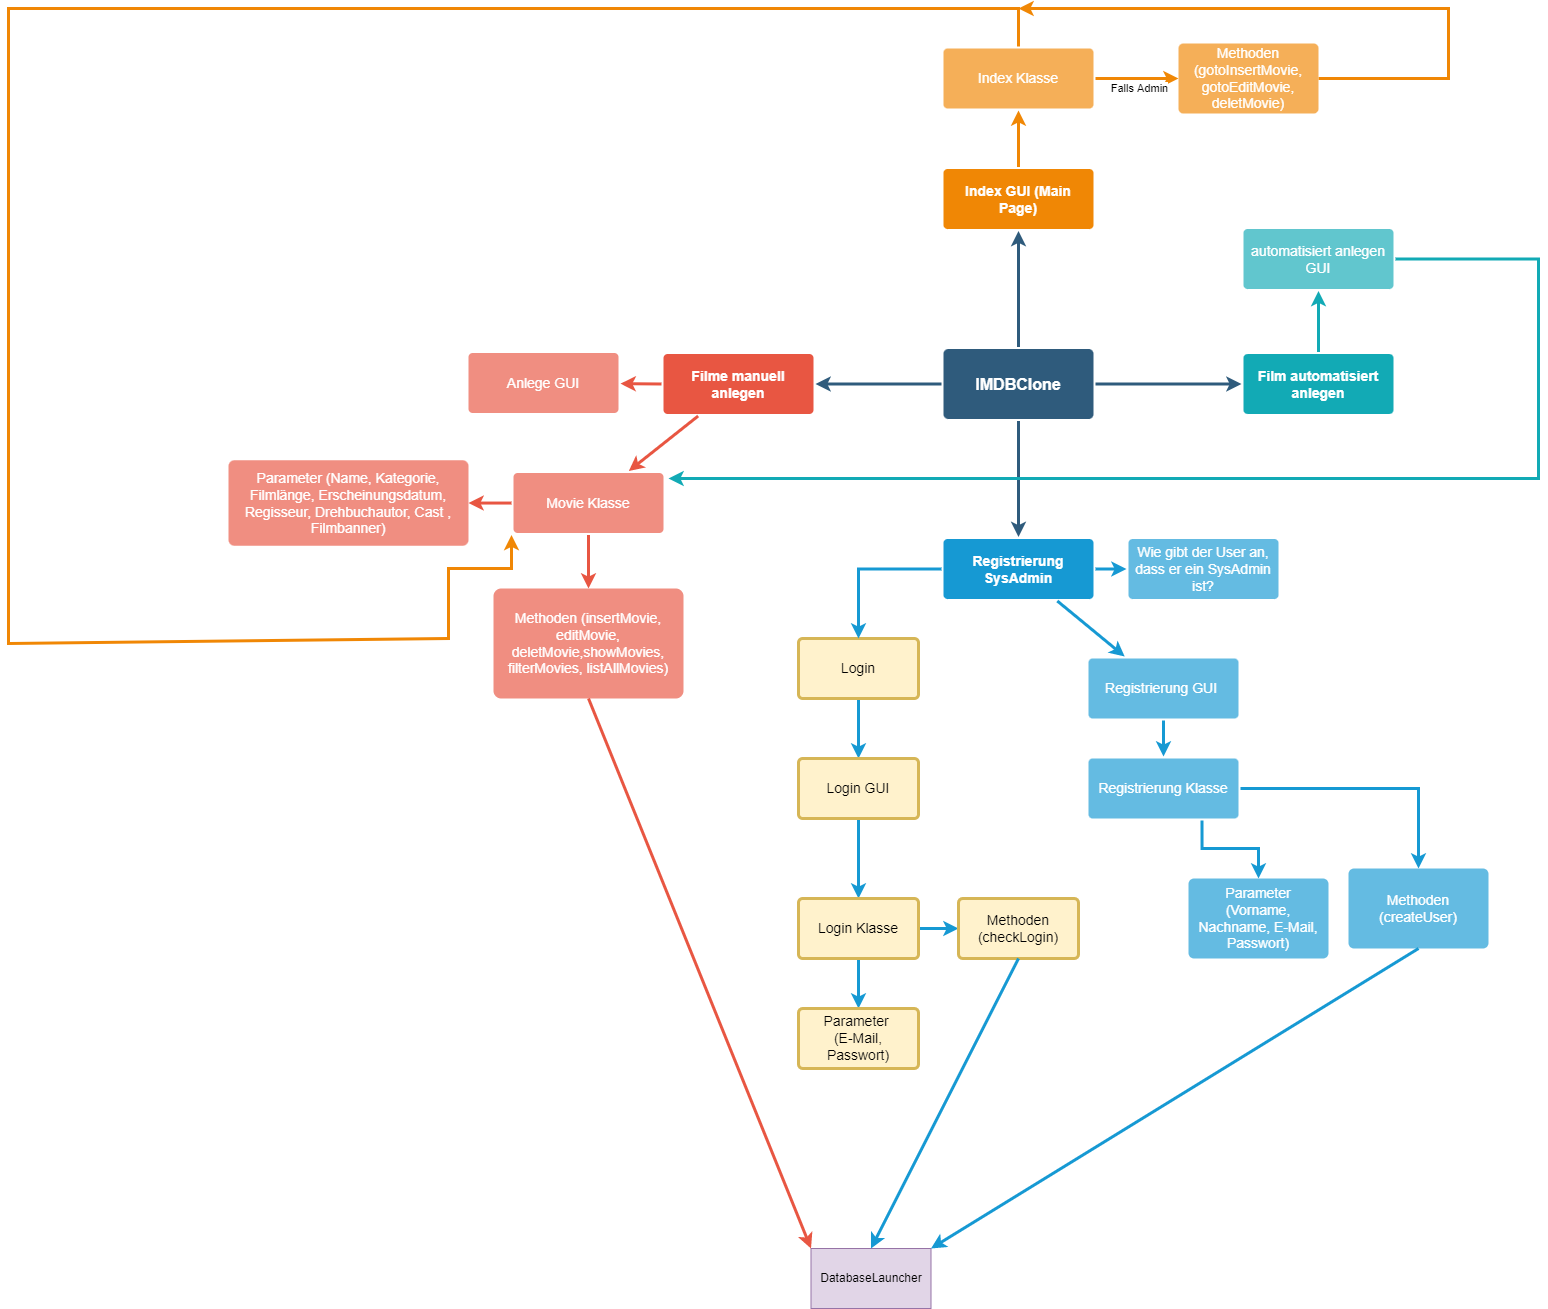 Index Klasse
Falls Admin
Methoden
(gotoInsertMovie,
gotoEditMovie,
deletMovie)
Index GUI (Main
Page)
automatisiert anlegen
GUI
Anlege GUI
Filme manuell
anlegen
IMDBClone
Film automatisiert
anlegen
Parameter (Name, Kategorie,
Filmlänge, Erscheinungsdatum,
Regisseur, Drehbuchautor, Cast ,
Filmbanner)
Movie Klasse
Registrierung
SysAdmin
Wie gibt der User an,
dass er ein SysAdmin
ist?
Methoden (insertMovie,
editMovie,
deletMovie,showMovies,
filterMovies, listAllMovies)
Login
Registrierung GUI
Login GUI
Registrierung Klasse
Login Klasse
Methoden
(checkLogin)
Parameter
(Vorname,
Nachname, E-Mail,
Passwort)
Methoden
(createUser)
Parameter
(E-Mail,
Passwort)
DatabaseLauncher